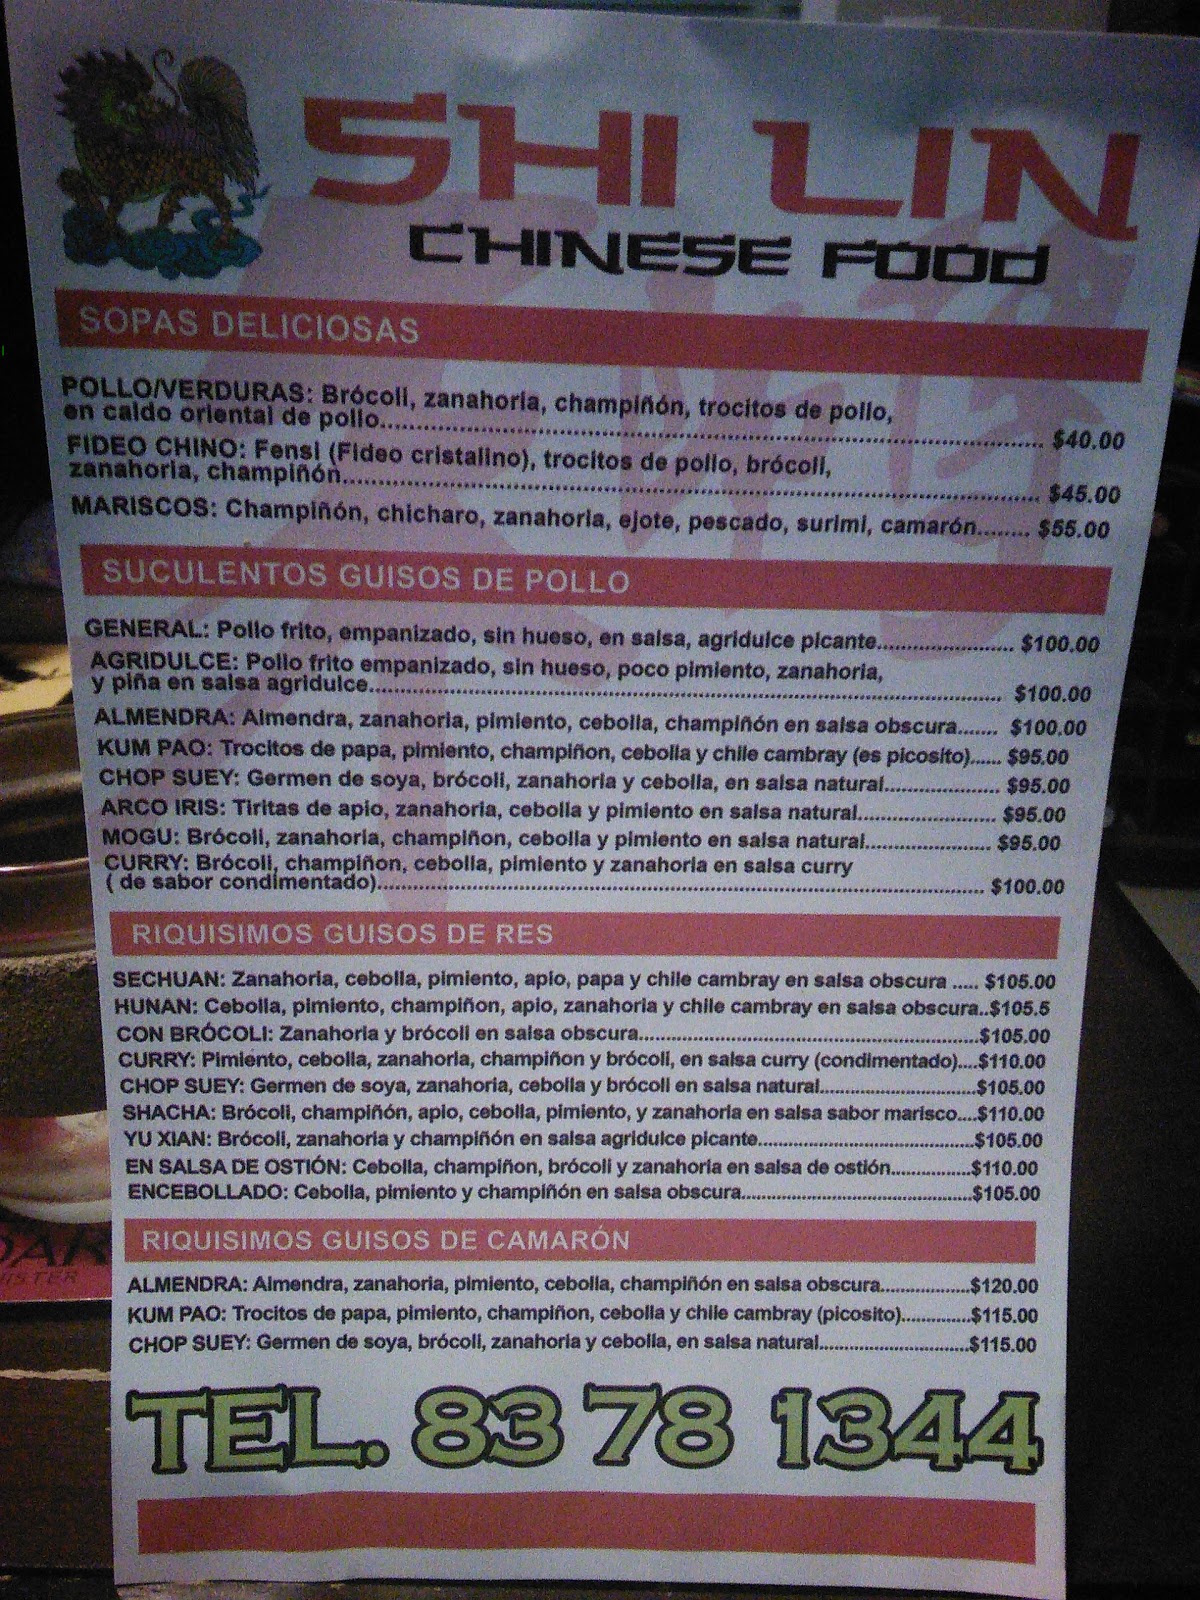 SHI LIN
CHINESE FOOD
SOPAS DELICIOSAS
POLLO/VERDURAS: Brócoli, zanahoria, champiñón, trocitos de pollo,
en caldo oriental de pollo........ $40.00
FIDEO CHINO: Fensi (Fideo cristalino), trocitos de pollo, brócoli,
zanahoria, champiñón........ $45.00
MARISCOS: Champiñón, chicharo, zanahoria, ejote, pescado, surimi, camarón........ $55.00
SUCULENTOS GUISOS DE POLLO
GENERAL: Pollo frito, empanizado, sin hueso, en salsa, agridulce picante........ $100.00
AGRIDULCE: Pollo frito empanizado, sin hueso, poco pimiento, zanahoria,
y piña en salsa agridulce........ $100.00
ALMENDRA: Almendra, zanahoria, pimiento, cebolla, champiñón en salsa obscura....... $100.00
KUM PAO: Trocitos de papa, pimiento, champiñon, cebolla y chile cambray (es picosito)...... $95.00
CHOP SUEY: Germen de soya, brócoli, zanahoria y cebolla, en salsa natural........ $95.00
ARCO IRIS: Tiritas de apio, zanahoria, cebolla y pimiento en salsa natural........ $95.00
MOGU: Brócoli, zanahoria, champiñon, cebolla y pimiento en salsa natural........ $95.00
CURRY: Brócoli, champiñon, cebolla, pimiento y zanahoria en salsa curry
( de sabor condimentado)........ $100.00
RIQUISIMOS GUISOS DE RES
SECHUAN: Zanahoria, cebolla, pimiento, apio, papa y chile cambray en salsa obscura ..... $105.00
HUNAN: Cebolla, pimiento, champiñon, apio, zanahoria y chile cambray en salsa obscura..$105.5
CON BRÓCOLI: Zanahoria y brócoli en salsa obscura........$105.00
CURRY: Pimiento, cebolla, zanahoria, champiñon y brócoli, en salsa curry (condimentado)....$110.00
CHOP SUEY: Germen de soya, zanahoria, cebolla y brócoli en salsa natural........$105.00
SHACHA: Brócoli, champiñón, apio, cebolla, pimiento, y zanahoria en salsa sabor marisco....$110.00
YU XIAN: Brócoli, zanahoria y champiñón en salsa agridulce picante........$105.00
EN SALSA DE OSTIÓN: Cebolla, champiñon, brócoli y zanahoria en salsa de ostión........$110.00
ENCEBOLLADO: Cebolla, pimiento y champiñón en salsa obscura........$105.00
RIQUISIMOS GUISOS DE CAMARÓN
ALMENDRA: Almendra, zanahoria, pimiento, cebolla, champiñón en salsa obscura........$120.00
KUM PAO: Trocitos de papa, pimiento, champiñon, cebolla y chile cambray (picosito)........$115.00
CHOP SUEY: Germen de soya, brócoli, zanahoria y cebolla, en salsa natural........$115.00
TEL. 83 78 1344